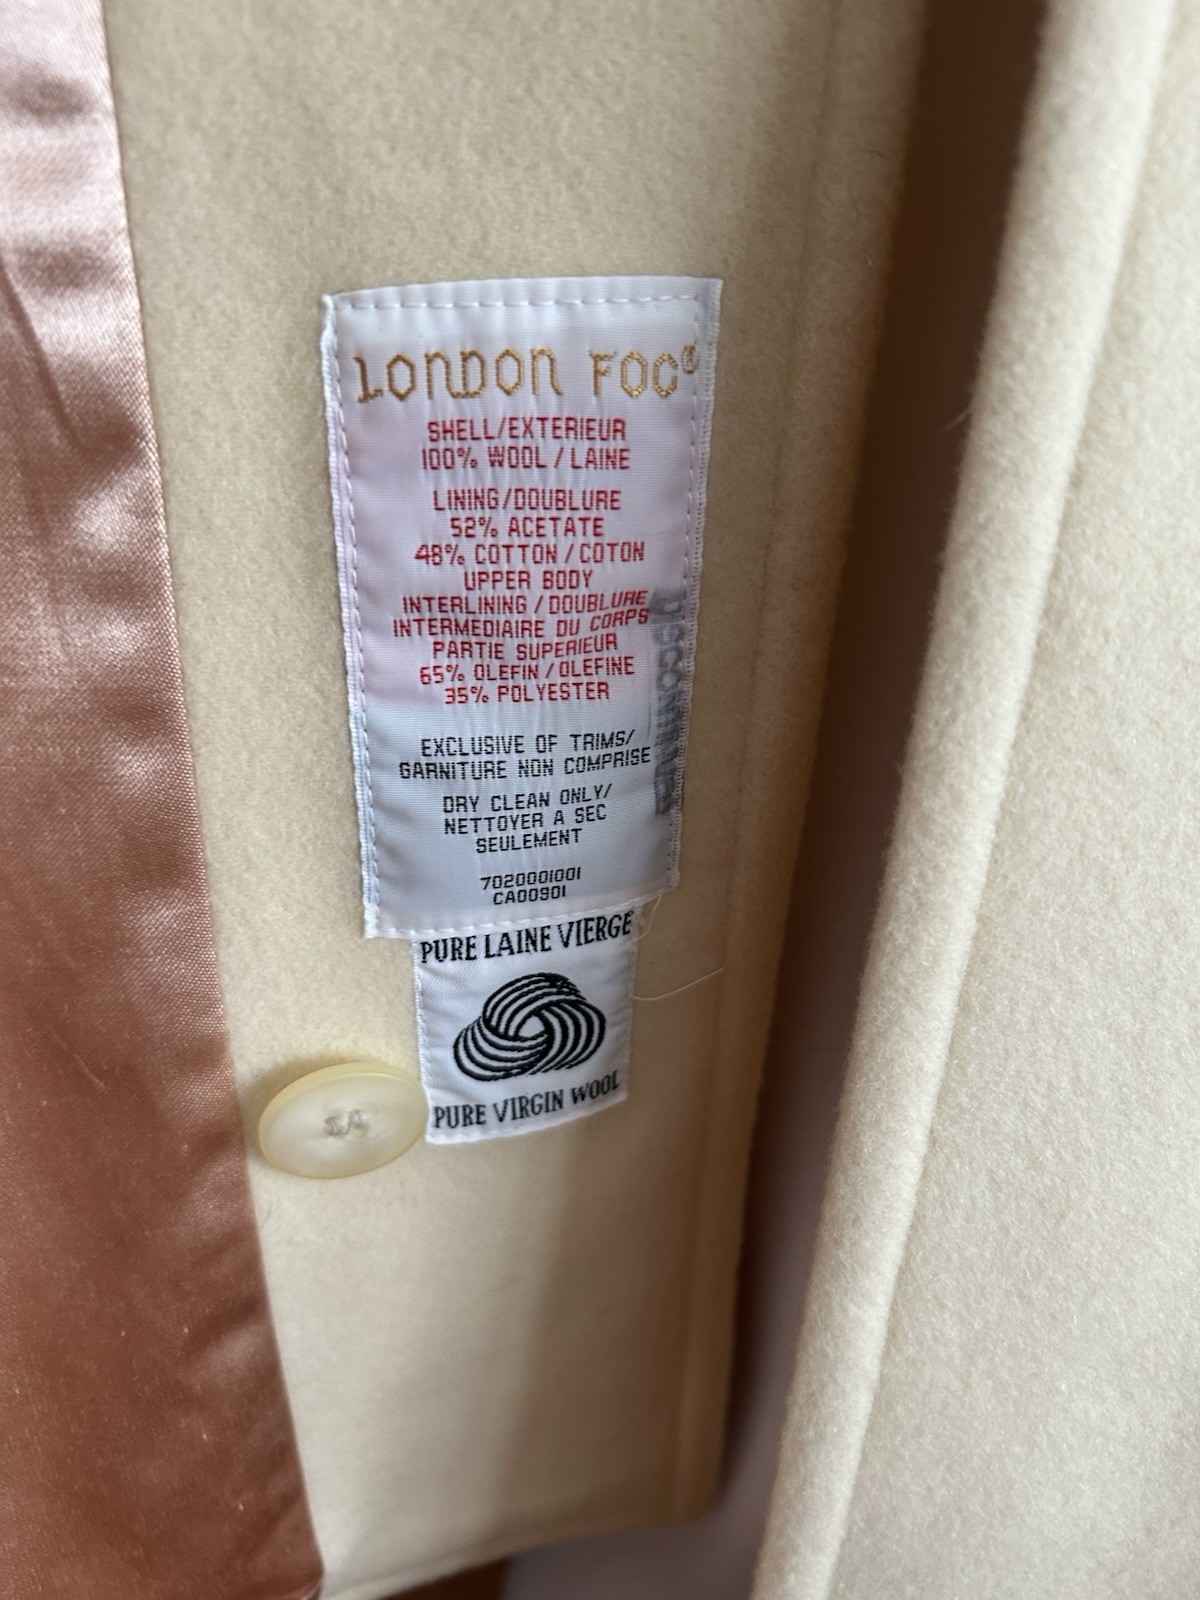 LONDON FOG®
SHELL/EXTERIEUR
100% WOOL/LAINE
LINING/DOUBLURE
52% ACETATE
48% COTTON/COTON
UPPER BODY
INTERLINING/DOUBLURE
INTERMEDIAIRE DU CORPS
PARTIE SUPERIEUR
65% OLEFIN/OLEFINE
35% POLYESTER
EXCLUSIVE OF TRIMS/
GARNITURE NON COMPRISE
DRY CLEAN ONLY/
NETTOYER A SEC
SEULEMENT
7020001001
CA00901
PURE LAINE VIERGE
PURE VIRGIN WOOL